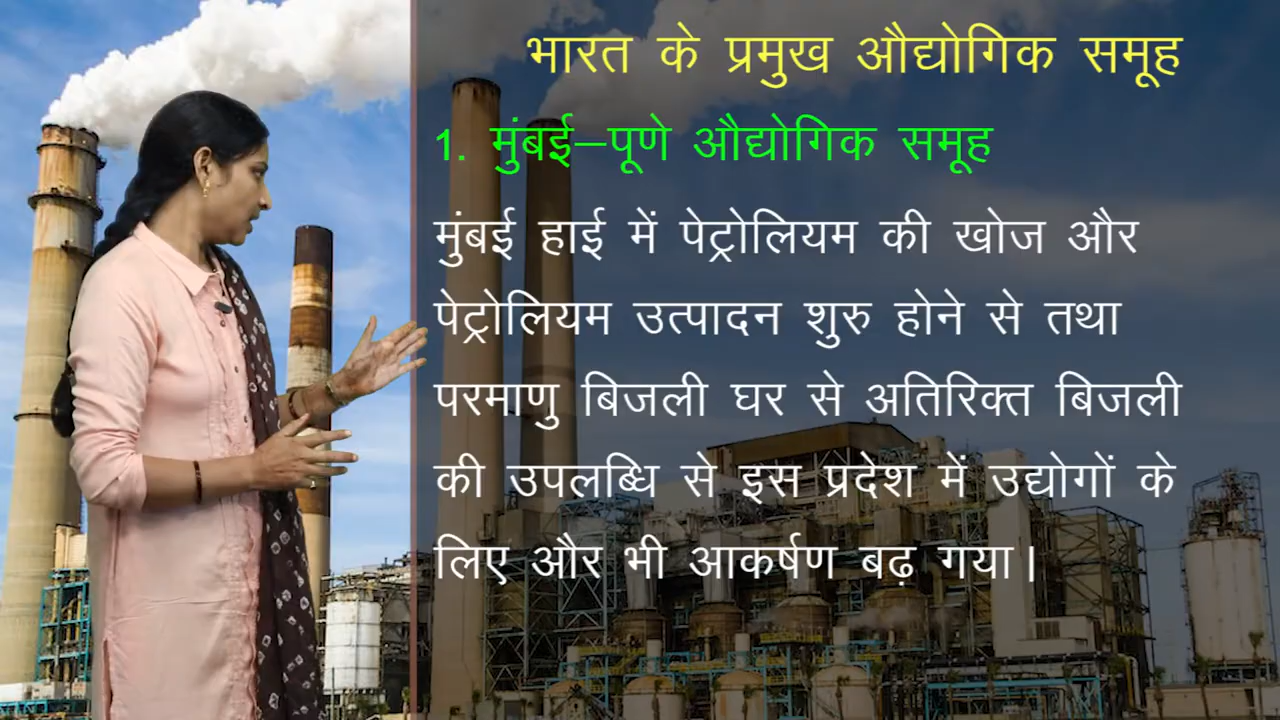 भारत के प्रमुख औद्योगिक समूह
1. मुंबई–पूणे औद्योगिक समूह
मुंबई हाई में पेट्रोलियम की खोज और
पेट्रोलियम उत्पादन शुरु होने से तथा
परमाणु बिजली घर से अतिरिक्त बिजली
की उपलब्धि से इस प्रदेश में उद्योगों के
लिए और भी आकर्षण बढ़ गया।